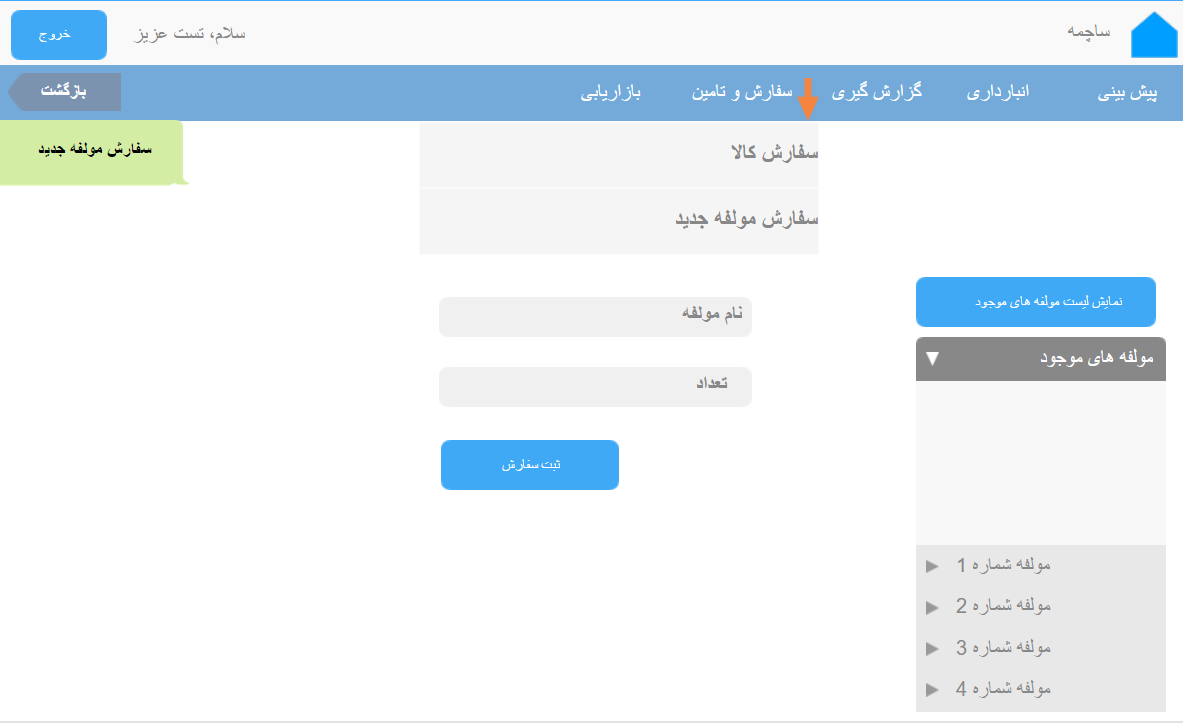 ساچمه
سلام، تست عزیز
خروج
پیش بینی
انبارداری
گزارش گیری
سفارش و تامین
بازاریابی
بازگشت
سفارش مولفه جدید
سفارش کالا
سفارش مولفه جدید
نمایش لیست مولفه های موجود
نام مولفه
مولفه های موجود
تعداد
ثبت سفارش
مولفه شماره 1
مولفه شماره 2
مولفه شماره 3
مولفه شماره 4